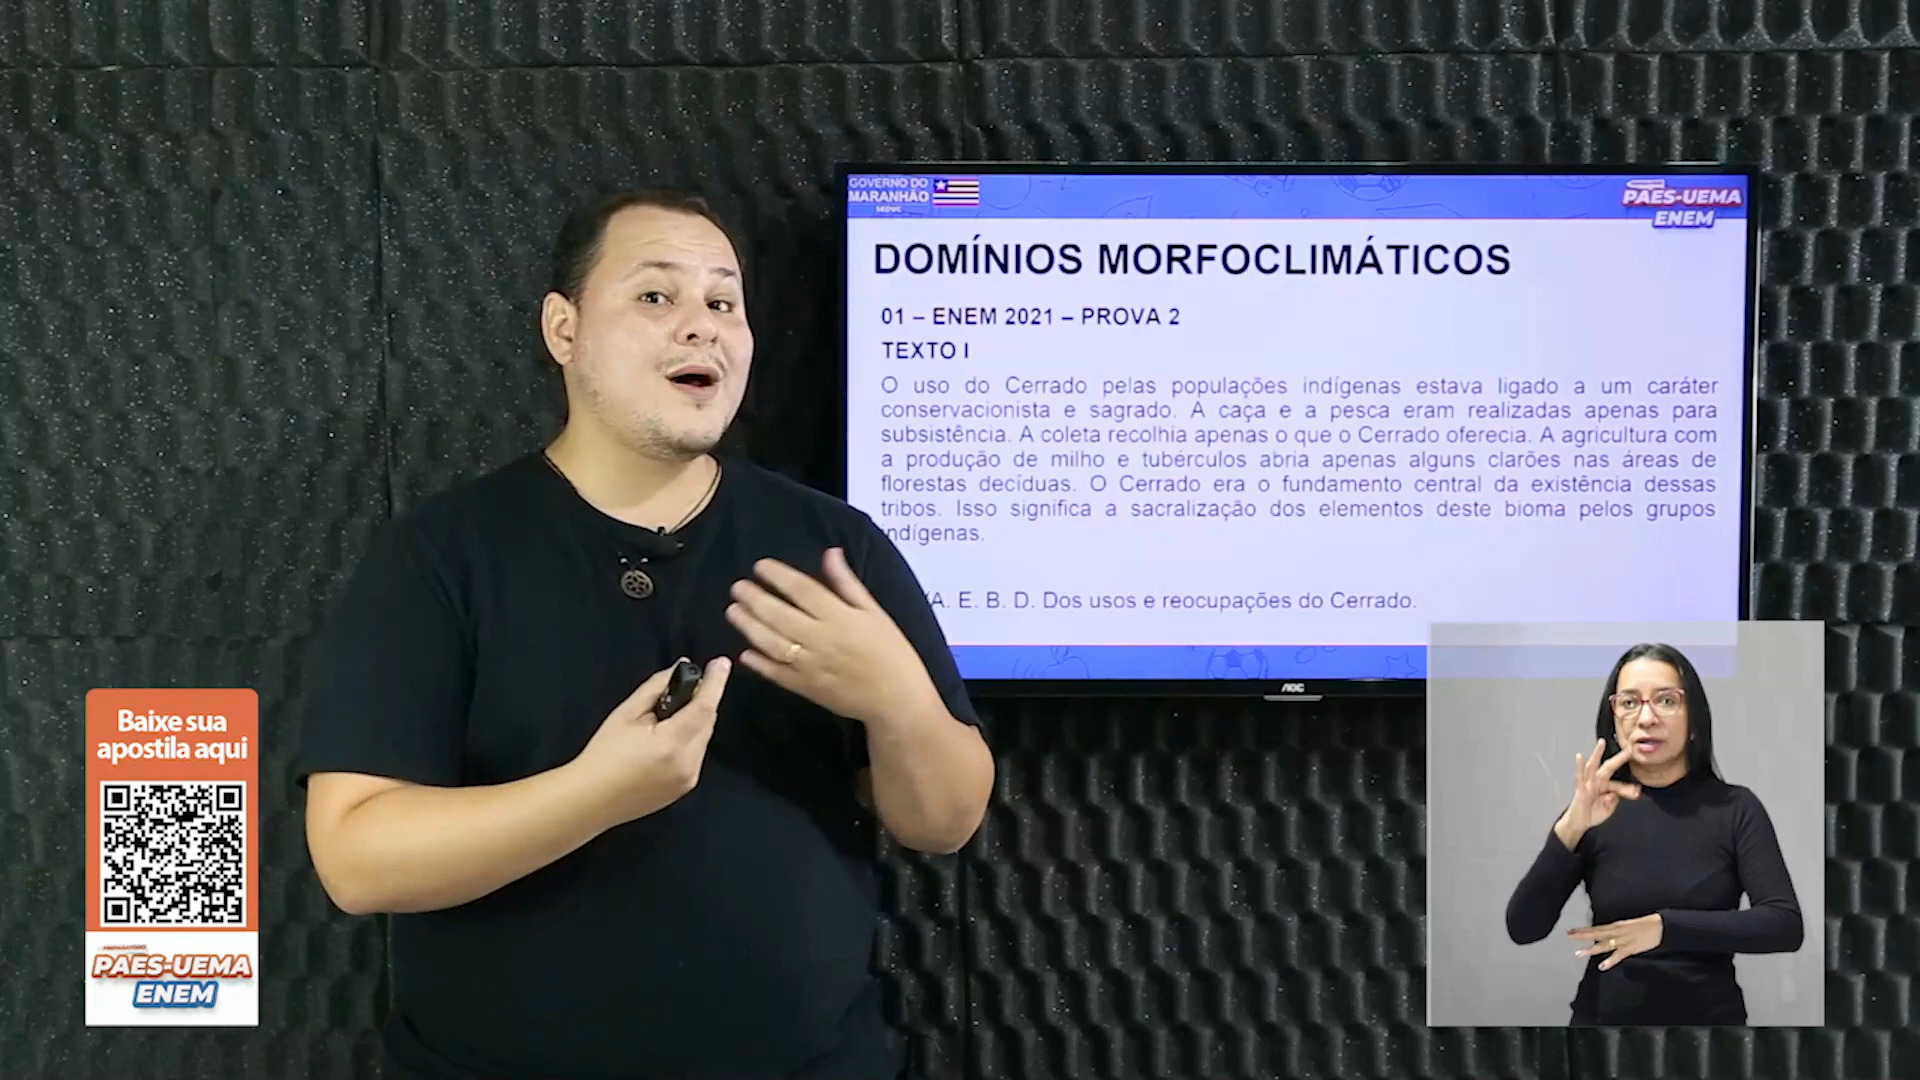 GOVERNO DO
MARANHÃO
SEDUC
PAES-UEMA
ENEM
DOMÍNIOS MORFOCLIMÁTICOS
01 – ENEM 2021 – PROVA 2
TEXTO I
O uso do Cerrado pelas populações indígenas estava ligado a um caráter
conservacionista e sagrado. A caça e a pesca eram realizadas apenas para
subsistência. A coleta recolhia apenas o que o Cerrado oferecia. A agricultura com
a produção de milho e tubérculos abria apenas alguns clarões nas áreas de
florestas decíduas. O Cerrado era o fundamento central da existência dessas
tribos. Isso significa a sacralização dos elementos deste bioma pelos grupos
indígenas.
A. E. B. D. Dos usos e reocupações do Cerrado.
AOC
Baixe sua
apostila aqui
PREPARATÓRIO
PAES-UEMA
ENEM